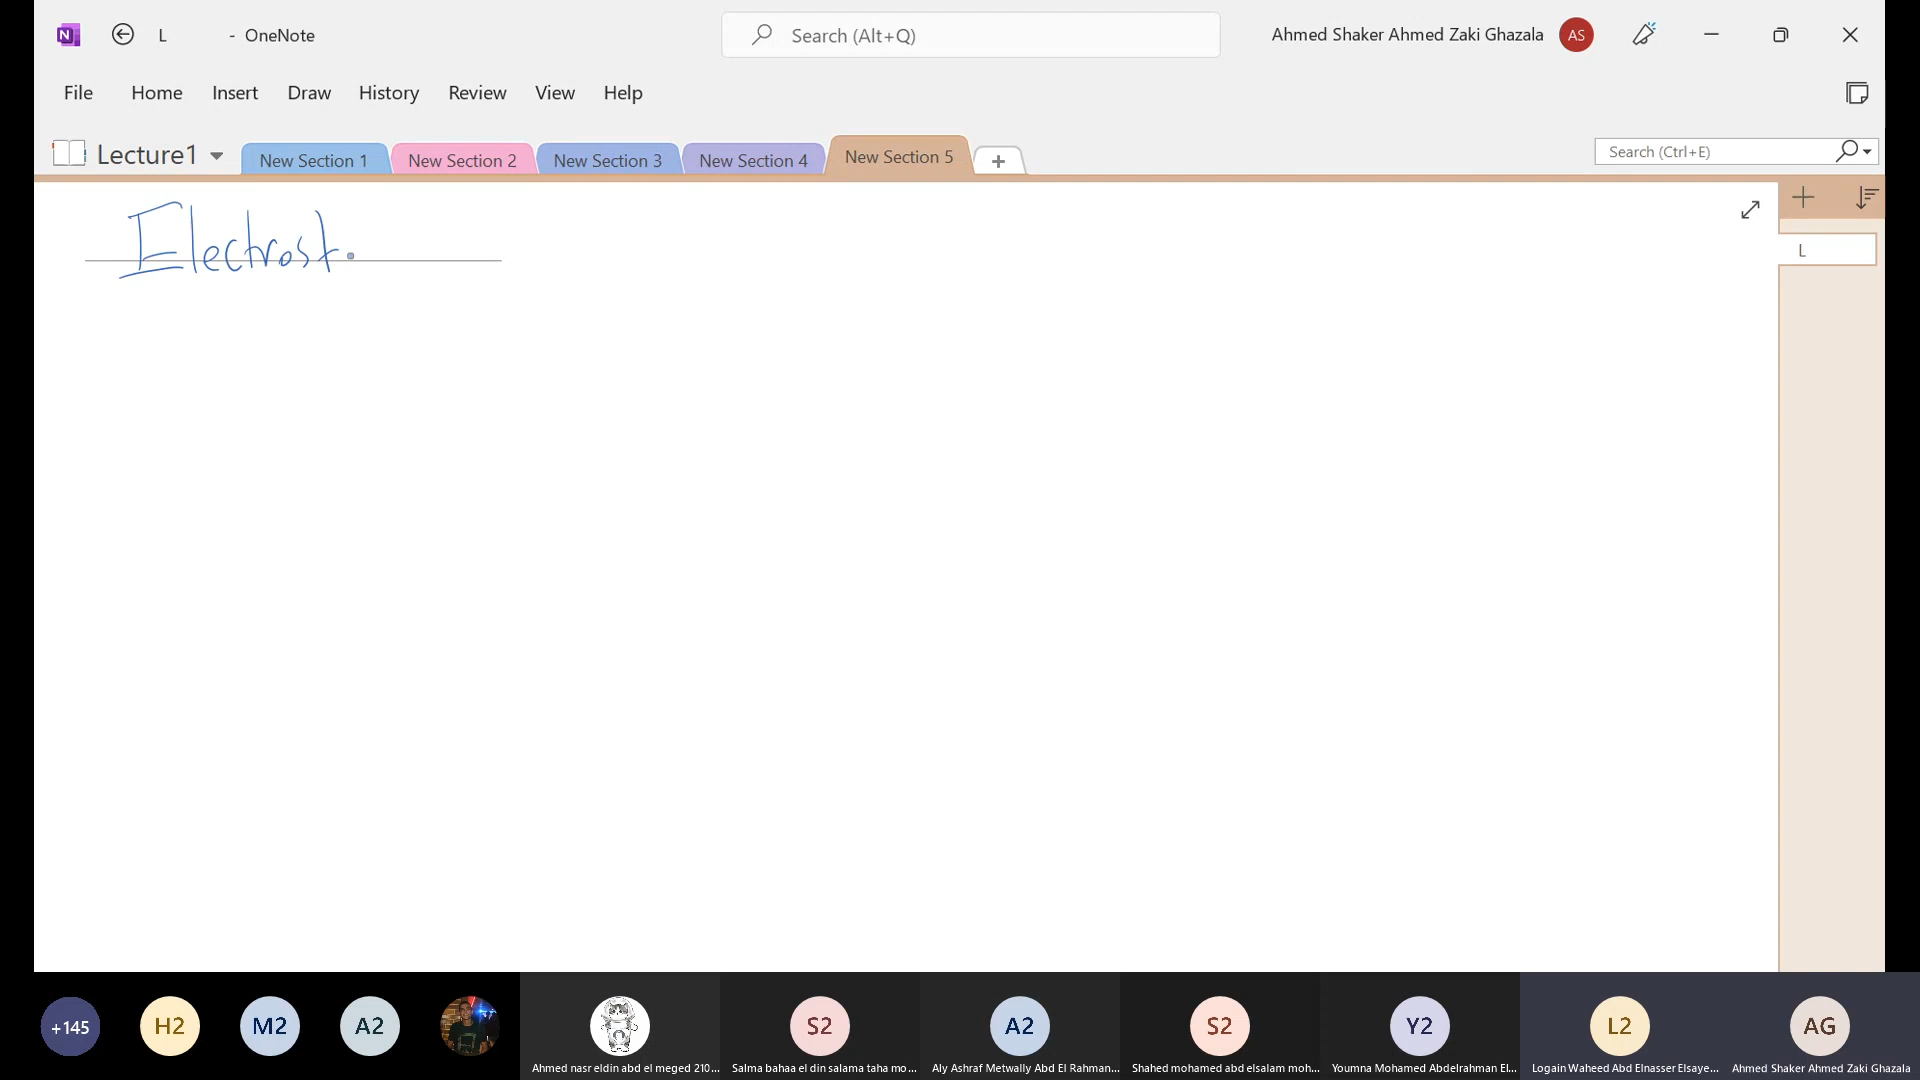 L - OneNote
Search (Alt+Q)
Ahmed Shaker Ahmed Zaki Ghazala AS
File Home Insert Draw History Review View Help
Lecture1 New Section 1 New Section 2 New Section 3 New Section 4 New Section 5 +
Search (Ctrl+E)
Electrost
L
+145 H2 M2 A2 S2 A2 S2 Y2 L2 AG
Ahmed nasr eldin abd el meged 210...
Salma bahaa el din salama taha mo...
Aly Ashraf Metwally Abd El Rahman...
Shahed mohamed abd elsalam moh...
Youmna Mohamed Abdelrahman El...
Logain Waheed Abd Elnasser Elsaye...
Ahmed Shaker Ahmed Zaki Ghazala